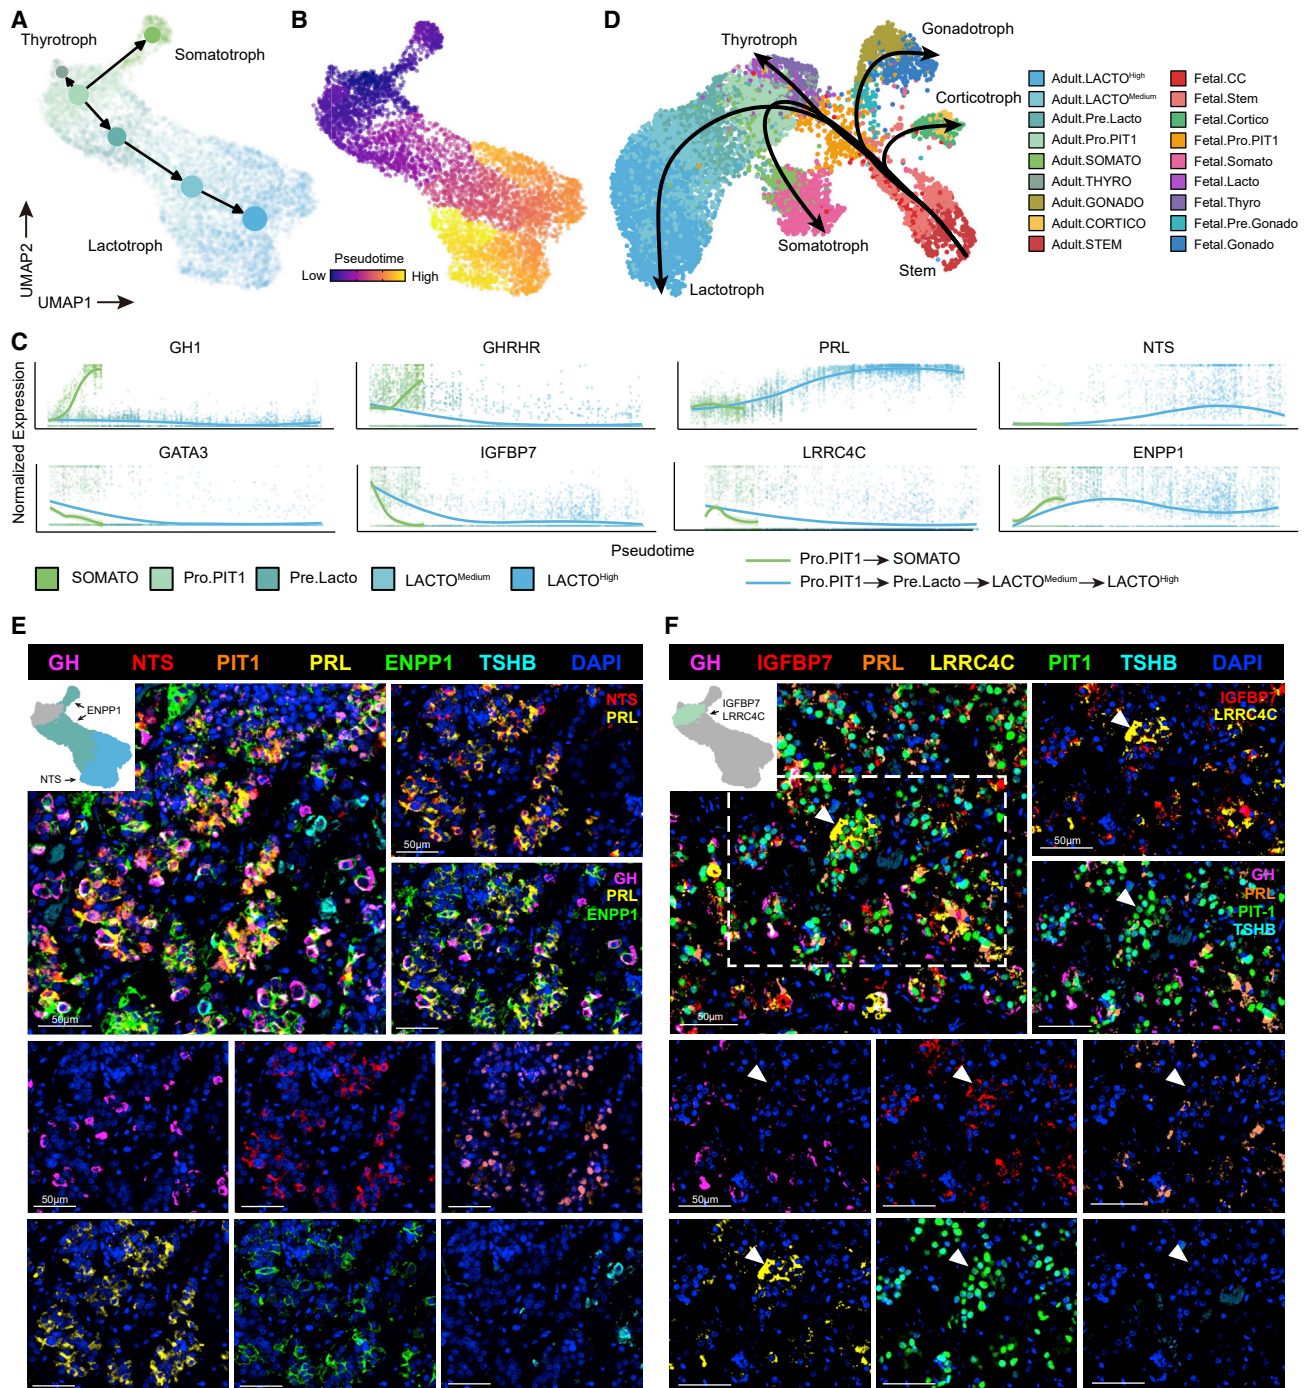 A
Thyrotroph
Somatotroph
Lactotroph
UMAP2
UMAP1
B
Pseudotime
Low
High
D
Thyrotroph
Gonadotroph
Corticotroph
Somatotroph
Stem
Lactotroph
Adult.LACTOHigh
Adult.LACTOMedium
Adult.Pre.Lacto
Adult.Pro.PIT1
Adult.SOMATO
Adult.THYRO
Adult.GONADO
Adult.CORTICO
Adult.STEM
Fetal.CC
Fetal.Stem
Fetal.Cortico
Fetal.Pro.PIT1
Fetal.Somato
Fetal.Lacto
Fetal.Thyro
Fetal.Pre.Gonado
Fetal.Gonado
C
Normalized Expression
GH1
GHRHR
PRL
NTS
GATA3
IGFBP7
LRRC4C
ENPP1
Pseudotime
SOMATO
Pro.PIT1
Pre.Lacto
LACTOMedium
LACTOHigh
Pro.PIT1 → SOMATO
Pro.PIT1 → Pre.Lacto → LACTOMedium → LACTOHigh
E
GH NTS PIT1 PRL ENPP1 TSHB DAPI
ENPP1
NTS
50μm
NTS
PRL
50μm
GH
PRL
ENPP1
50μm
F
GH IGFBP7 PRL LRRC4C PIT1 TSHB DAPI
IGFBP7
LRRC4C
50μm
IGFBP7
LRRC4C
50μm
GH
PRL
PIT-1
TSHB
50μm